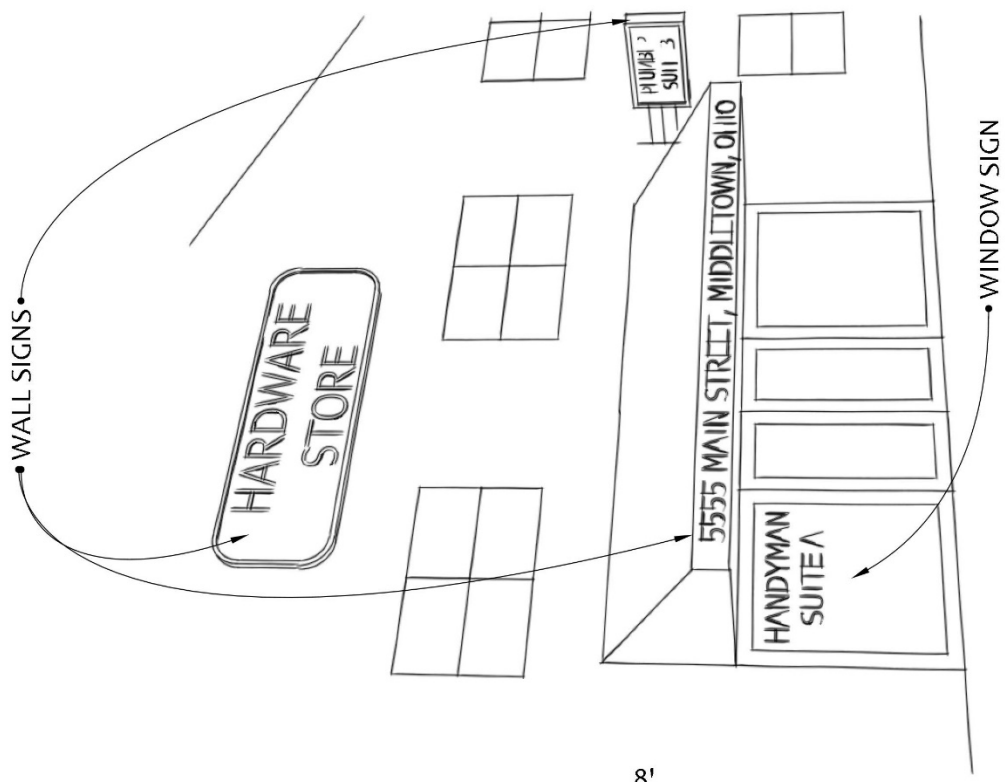 WALL SIGNS
HARDWARE
STORE
5555 MAIN STREET, MIDDLETOWN, OHIO
HANDYMAN
SUITE A
WINDOW SIGN
8'